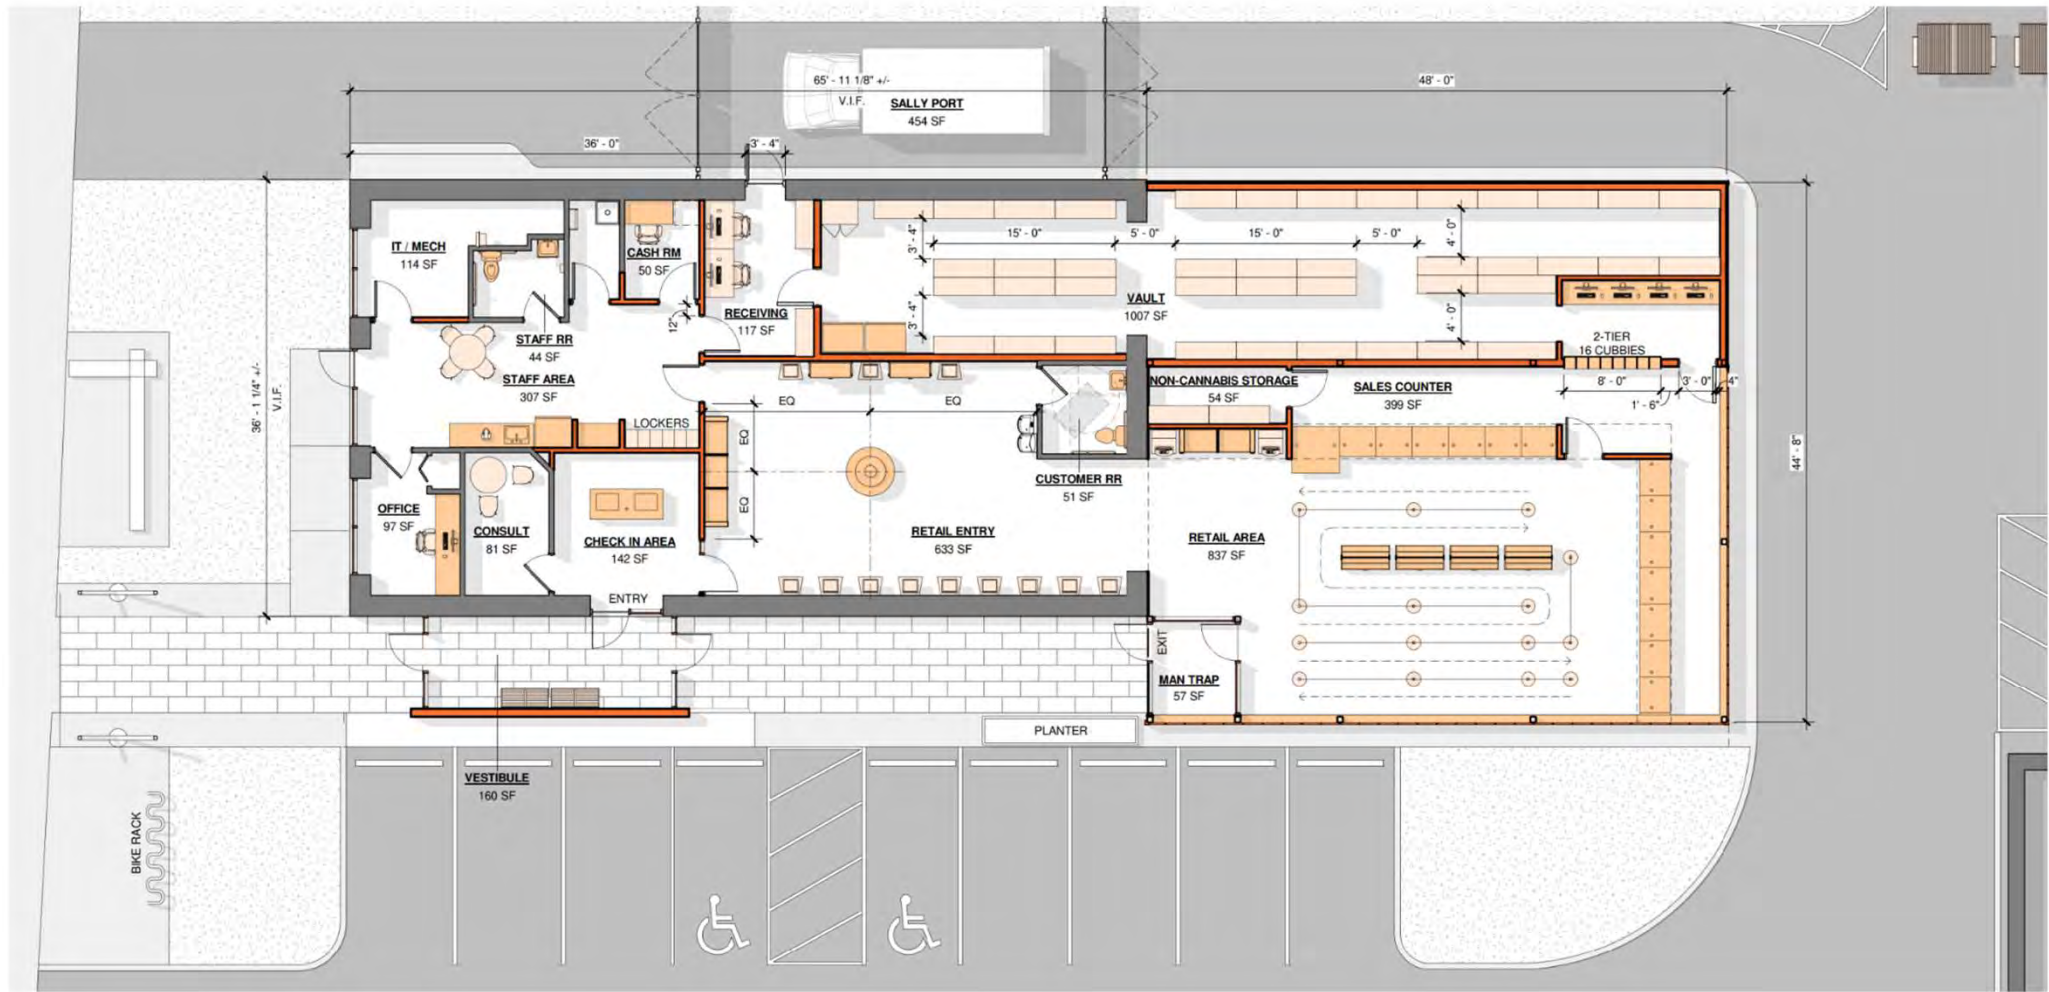 65' - 11 1/8" +/-
V.I.F.
SALLY PORT
454 SF
48' - 0"
36' - 0"
3' - 4"
36' - 1 1/4" +/-
V.I.F.
IT / MECH
114 SF
CASH RM
50 SF
12"
RECEIVING
117 SF
STAFF RR
44 SF
STAFF AREA
307 SF
LOCKERS
3' - 4"
3' - 4"
15' - 0"
5' - 0"
15' - 0"
5' - 0"
4' - 0"
4' - 0"
VAULT
1007 SF
2-TIER
16 CUBBIES
NON-CANNABIS STORAGE
54 SF
SALES COUNTER
399 SF
8' - 0"
3' - 0"
4"
1' - 6"
44' - 8"
EQ
EQ
EQ
EQ
OFFICE
97 SF
CONSULT
81 SF
CHECK IN AREA
142 SF
ENTRY
RETAIL ENTRY
633 SF
CUSTOMER RR
51 SF
RETAIL AREA
837 SF
EXIT
MAN TRAP
57 SF
PLANTER
VESTIBULE
160 SF
BIKE RACK